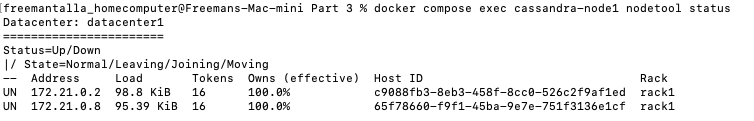 [freemantalla_homecomputer@Freemans-Mac-mini Part 3 % docker compose exec cassandra-node1 nodetool status
Datacenter: datacenter1
=======================
Status=Up/Down
|/ State=Normal/Leaving/Joining/Moving
--  Address     Load       Tokens  Owns (effective)  Host ID                               Rack
UN  172.21.0.2  98.8 KiB   16      100.0%            c9088fb3-8eb3-458f-8cc0-526c2f9af1ed  rack1
UN  172.21.0.8  95.39 KiB  16      100.0%            65f78660-f9f1-45ba-9e7e-751f3136e1cf  rack1